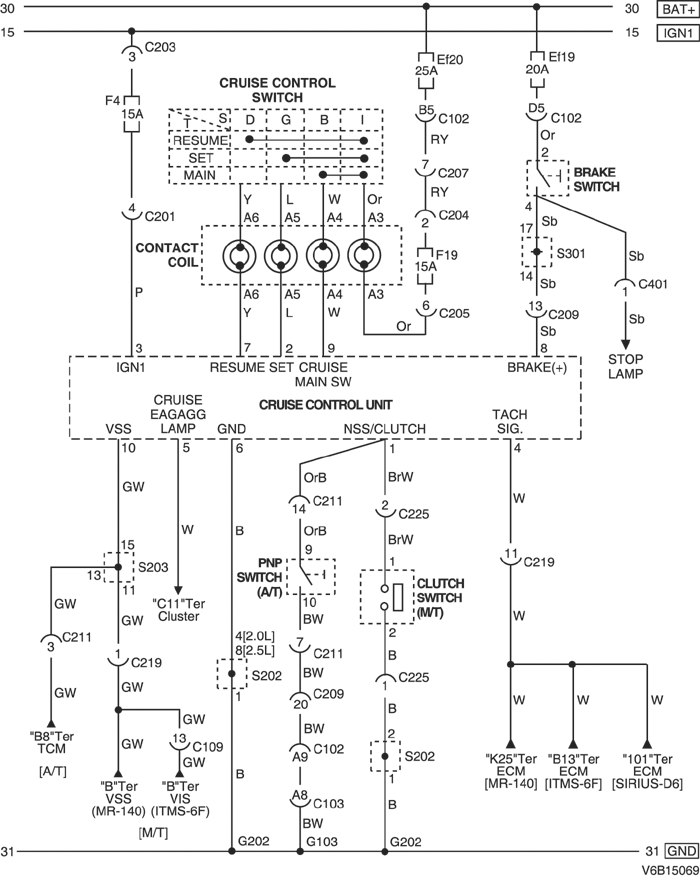 30 30 BAT+
15 15 IGN1
3 C203
Ef20
25A
Ef19
20A
CRUISE CONTROL
SWITCH
F4
15A
B5 C102
D5 C102
T S D G B I
RESUME
SET
MAIN
RY
Or
2
7 C207
BRAKE
SWITCH
RY
Y L W Or
4 C201
A6 A5 A4 A3
2 C204
4
Sb
17
CONTACT
COIL
F19
15A
S301
Sb
14
Sb
C401
1
P
A6 A5 A4 A3
Y L W
6 C205
Or
13 C209
Sb
Sb
STOP
LAMP
3 7 2 9 8
IGN1 RESUME SET CRUISE
MAIN SW
BRAKE(+)
CRUISE
EAGAGG
LAMP
CRUISE CONTROL UNIT
VSS GND NSS/CLUTCH TACH
SIG.
10 5 6 1 4
GW
OrB BrW
14 C211
2 C225
W
W
B
OrB BrW
15
S203
13
11
9
PNP
SWITCH
(A/T)
10
1
CLUTCH
SWITCH
(M/T)
2
11 C219
GW GW
"C11"Ter
Cluster
BW
W
3 C211
4[2.0L]
8[2.5L]
7 C211
B
1 C219
S202
1
BW
1 C225
GW GW
20 C209
B
W W W
GW
13 C109
BW
2
S202
1
GW GW
A9 C102
"B8"Ter
TCM
[A/T]
"B"Ter
VSS
(MR-140)
"B"Ter
VIS
(ITMS-6F)
[M/T]
B
A8 C103
BW
B
"K25"Ter
ECM
[MR-140]
"B13"Ter
ECM
[ITMS-6F]
"101"Ter
ECM
[SIRIUS-D6]
G202 G103 G202
31 31 GND
V6B15069